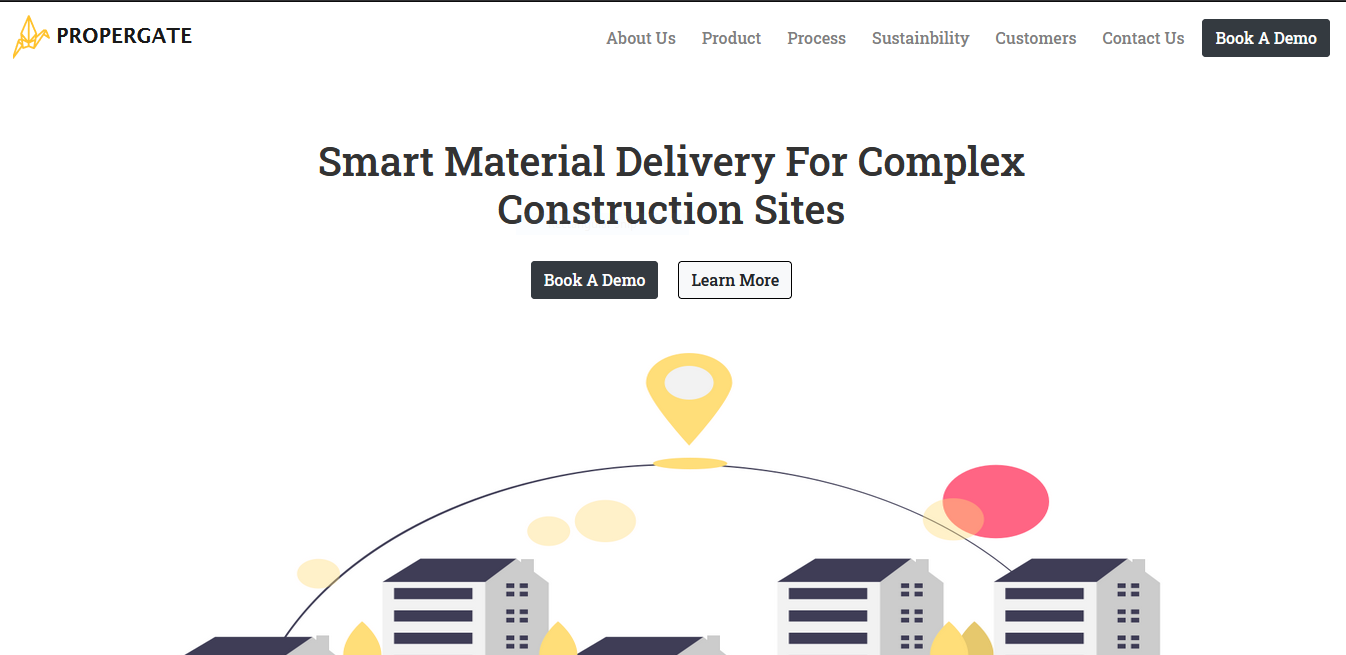 PROPERGATE
About Us
Product
Process
Sustainbility
Customers
Contact Us
Book A Demo
Smart Material Delivery For Complex
Construction Sites
Book A Demo
Learn More